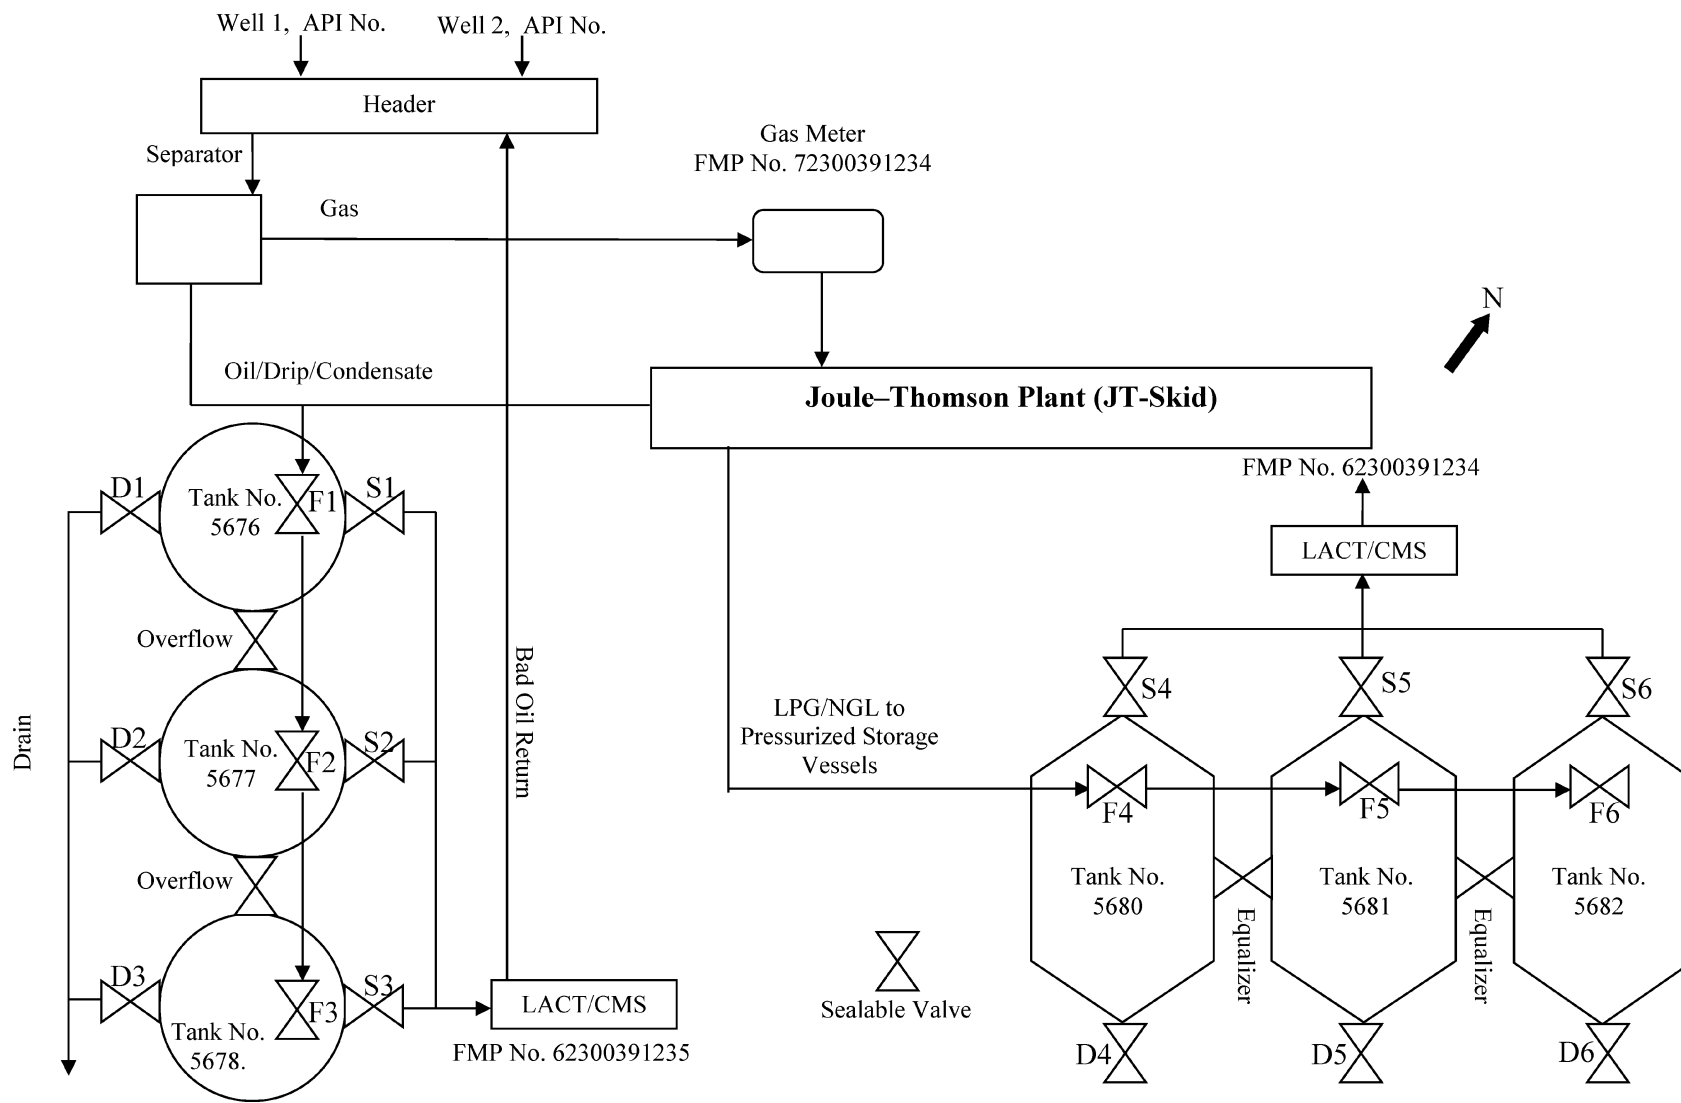 Well 1, API No.
Well 2, API No.
Header
Separator
Gas Meter
FMP No. 72300391234
Gas
N
Oil/Drip/Condensate
Joule–Thomson Plant (JT-Skid)
FMP No. 62300391234
D1
Tank No.
5676
F1
S1
LACT/CMS
Overflow
Bad Oil Return
S4
S5
S6
Drain
D2
Tank No.
5677
F2
S2
LPG/NGL to
Pressurized Storage
Vessels
F4
F5
F6
Overflow
Tank No.
5680
Tank No.
5681
Tank No.
5682
Equalizer
Equalizer
D3
Tank No.
5678.
F3
S3
LACT/CMS
FMP No. 62300391235
Sealable Valve
D4
D5
D6